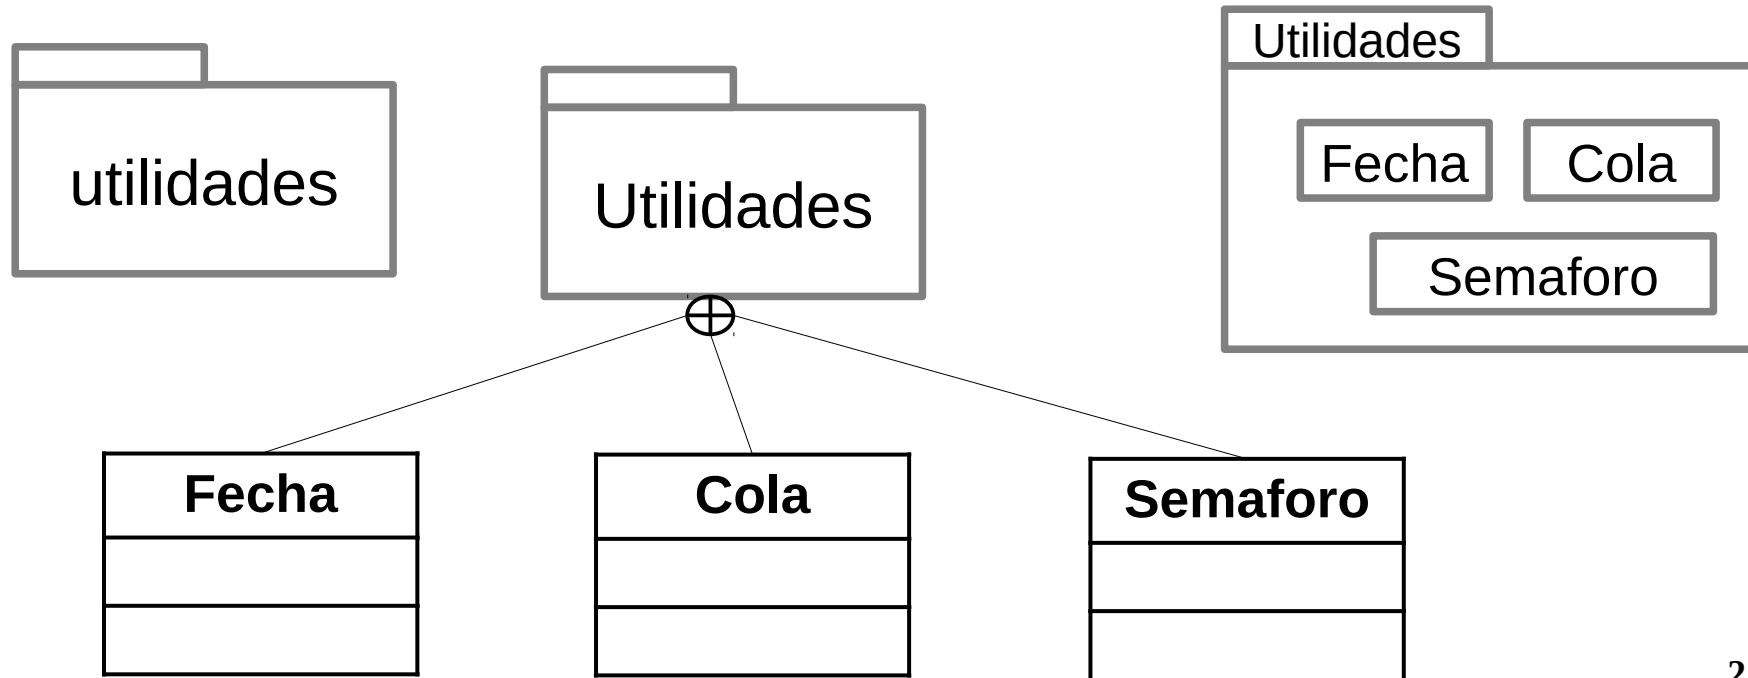 utilidades
Utilidades
Utilidades
Fecha
Cola
Semaforo
Fecha
Cola
Semaforo
2